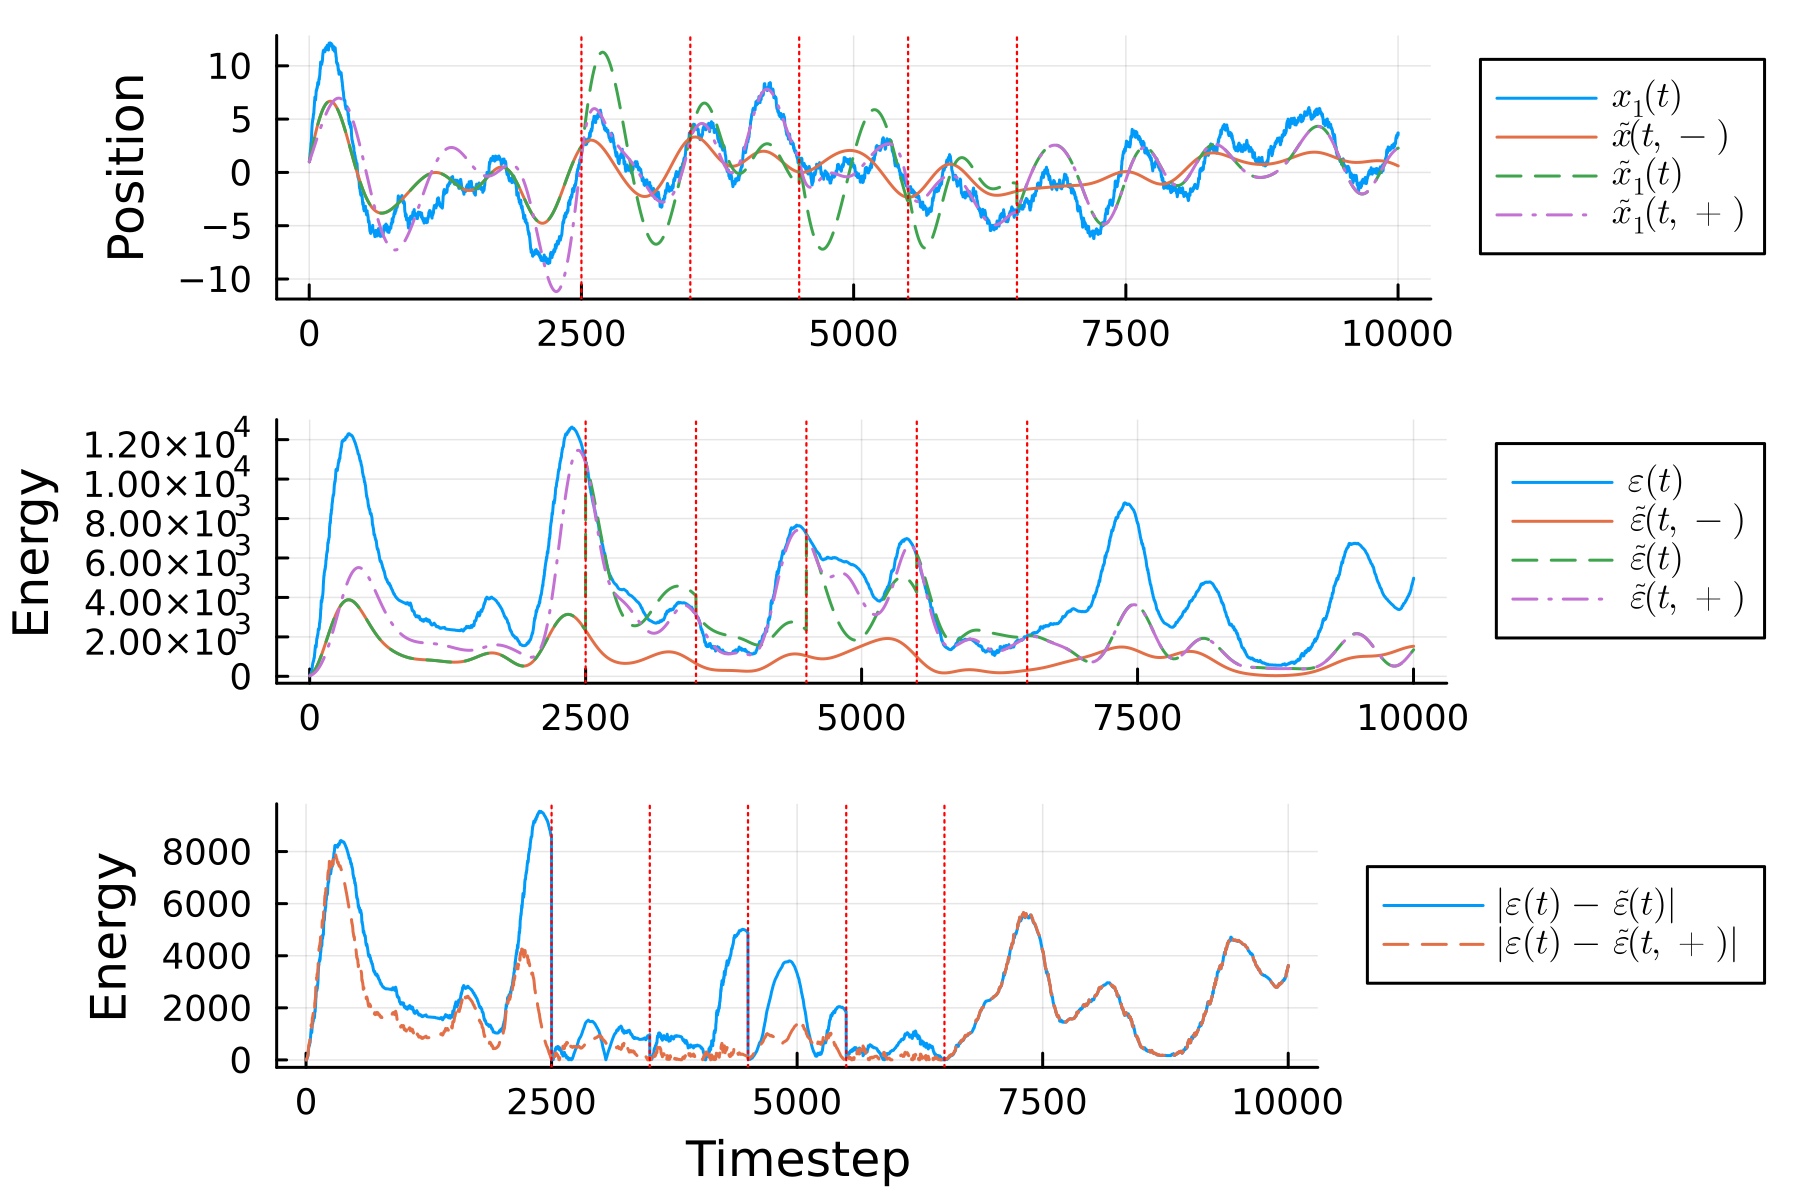 Position
10
5
0
−5
−10
0 2500 5000 7500 10000
x₁(t)
x̃(t, −)
x̃₁(t)
x̃₁(t, +)
Energy
1.20×10⁴
1.00×10⁴
8.00×10³
6.00×10³
4.00×10³
2.00×10³
0
0 2500 5000 7500 10000
ε(t)
ε̃(t, −)
ε̃(t)
ε̃(t, +)
Energy
8000
6000
4000
2000
0
0 2500 5000 7500 10000
|ε(t) − ε̃(t)|
|ε(t) − ε̃(t, +)|
Timestep